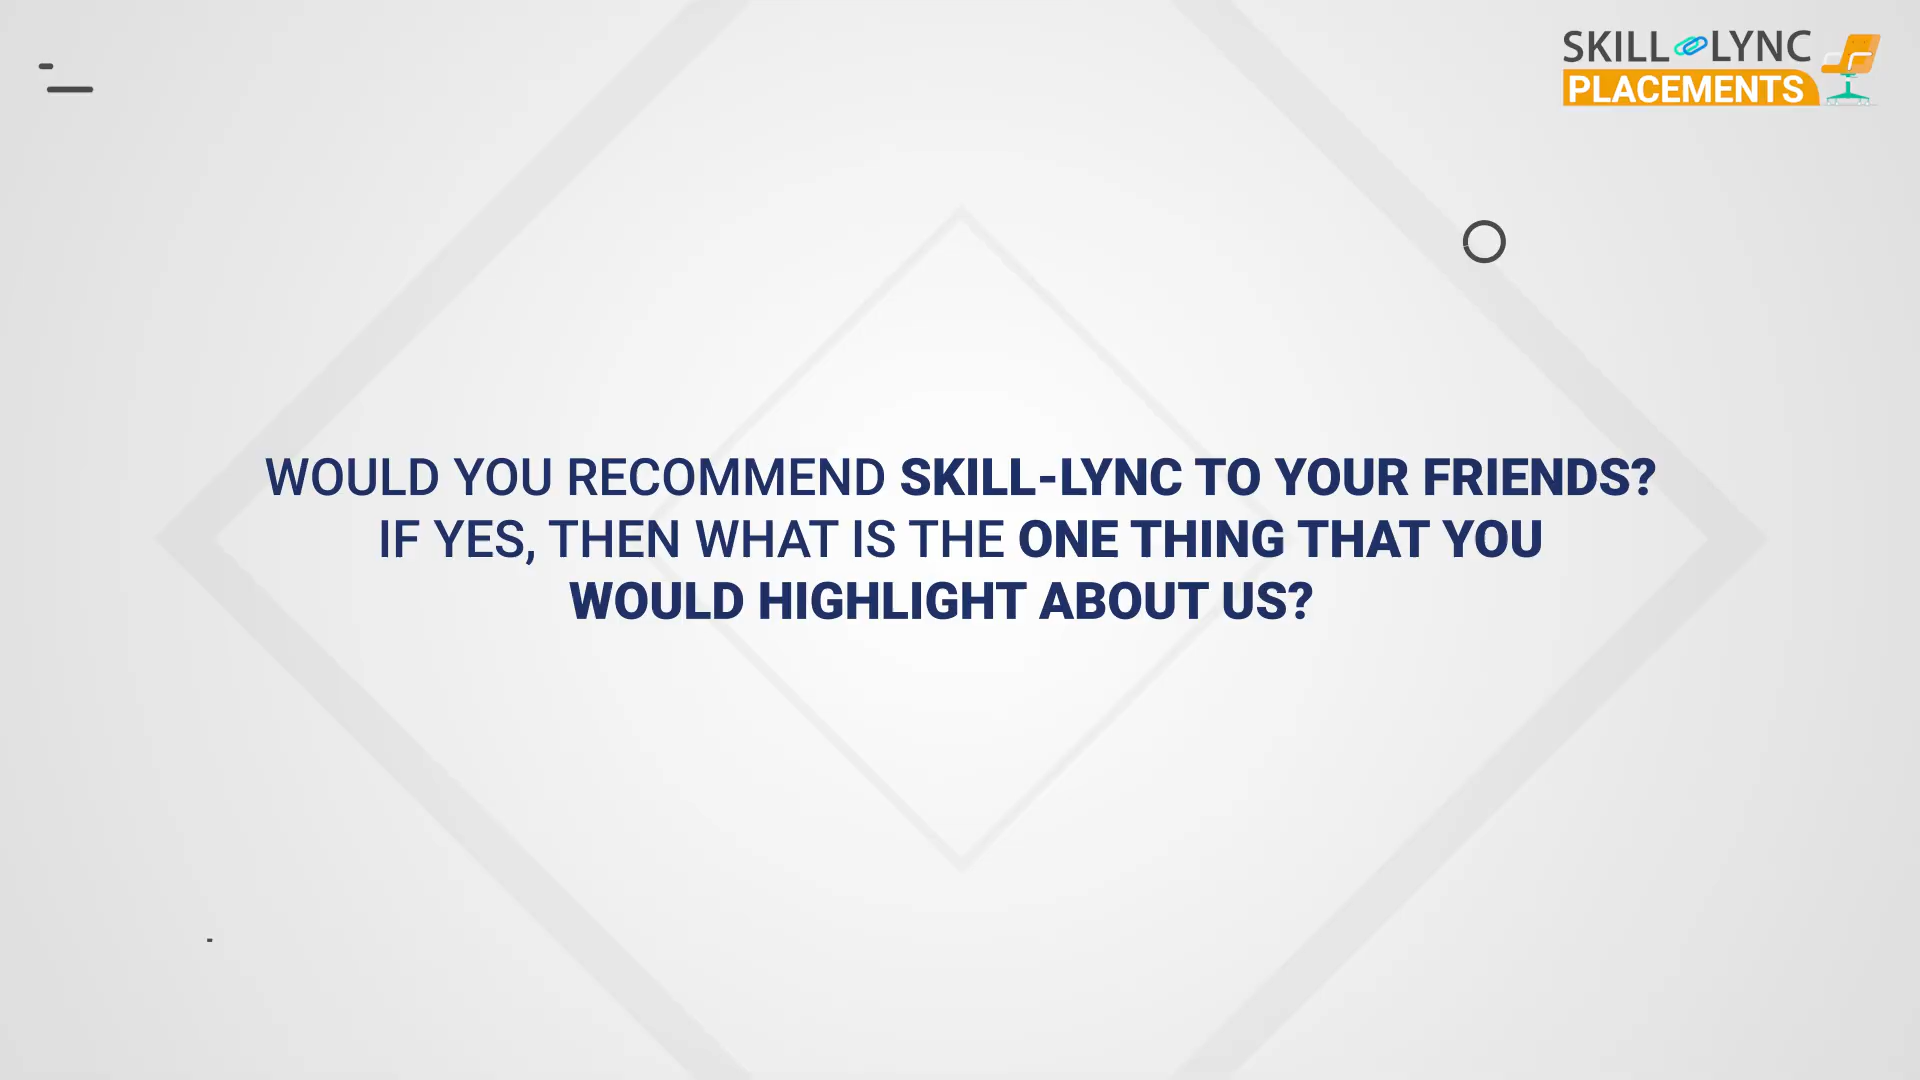 SKILL LYNC
PLACEMENTS
WOULD YOU RECOMMEND SKILL-LYNC TO YOUR FRIENDS?
IF YES, THEN WHAT IS THE ONE THING THAT YOU
WOULD HIGHLIGHT ABOUT US?